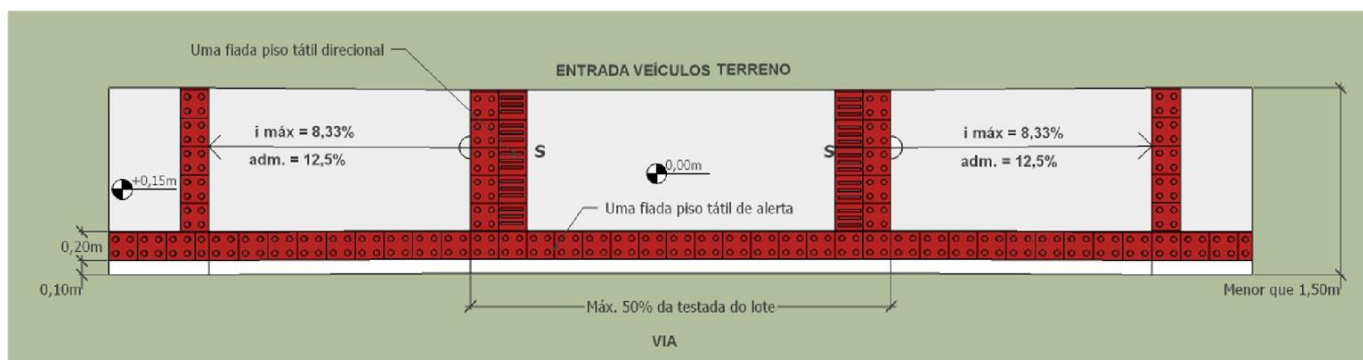 Uma fiada piso tátil direcional
ENTRADA VEÍCULOS TERRENO
i máx = 8,33%
adm. = 12,5%
S
S
i máx = 8,33%
adm. = 12,5%
+0,15m
0,00m
Uma fiada piso tátil de alerta
0,20m
0,10m
Máx. 50% da testada do lote
Menor que 1,50m
VIA